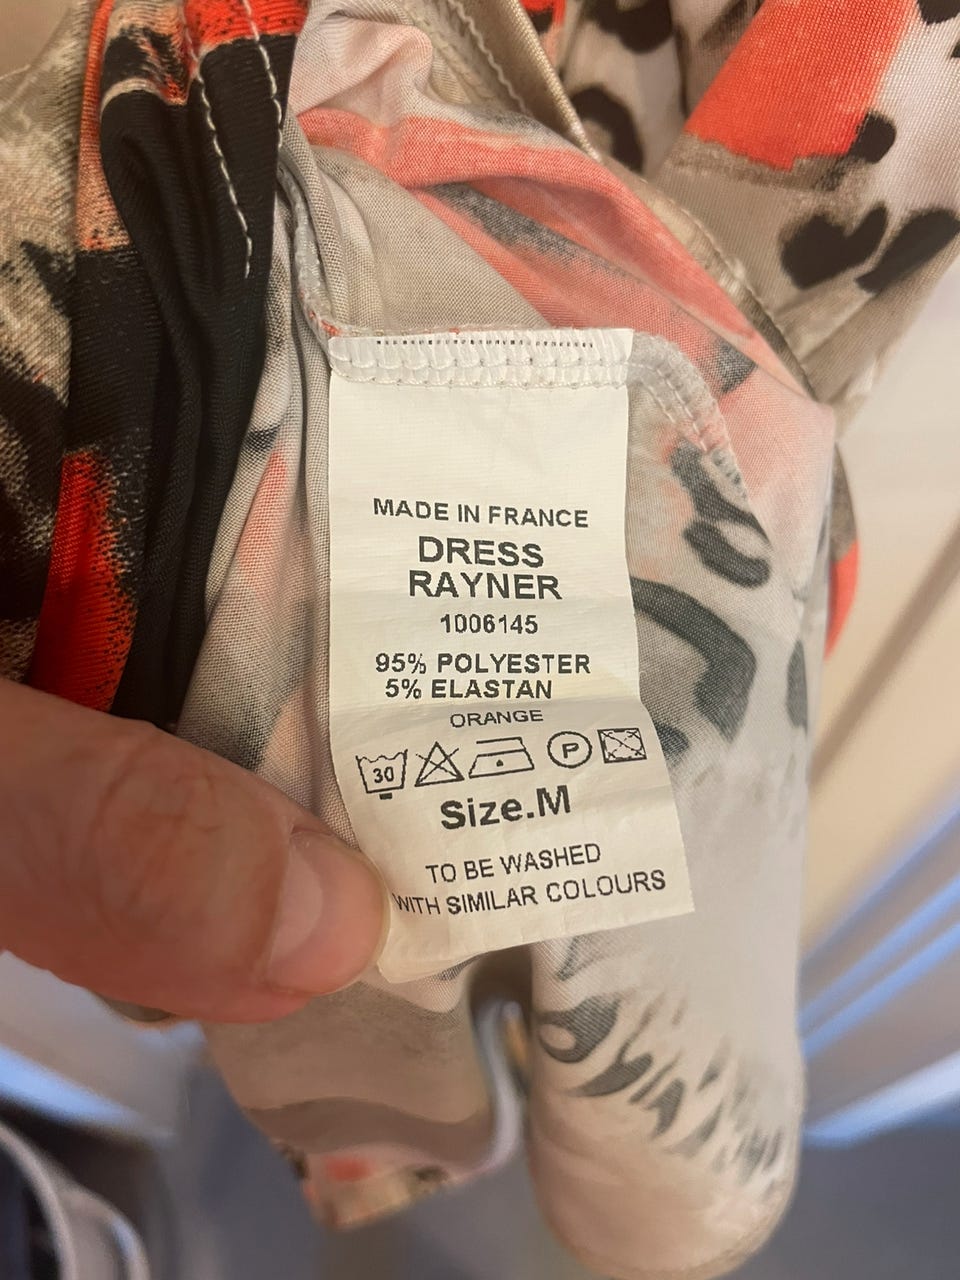 MADE IN FRANCE
DRESS
RAYNER
1006145
95% POLYESTER
5% ELASTAN
ORANGE
30 P
Size.M
TO BE WASHED
WITH SIMILAR COLOURS